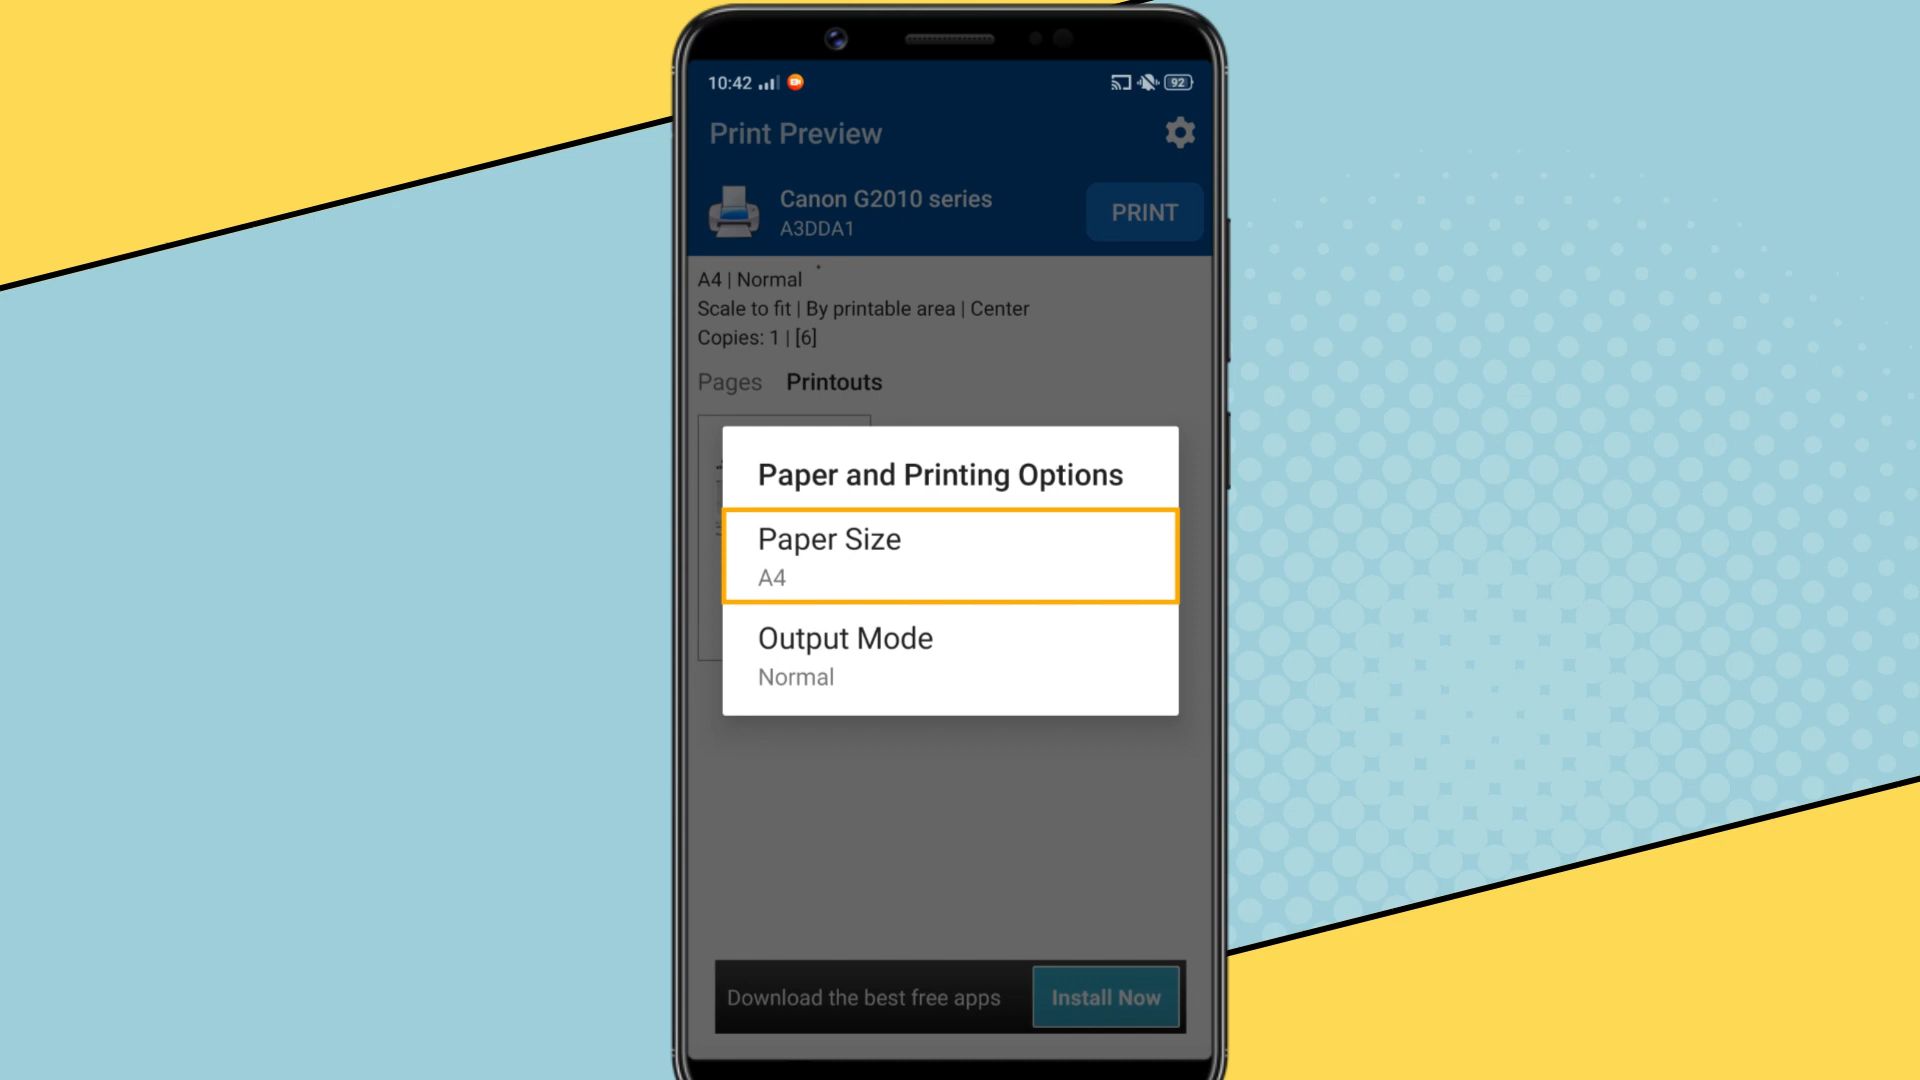 10:42
92
Print Preview
Canon G2010 series
A3DDA1
PRINT
A4 | Normal
Scale to fit | By printable area | Center
Copies: 1 | [6]
Pages Printouts
Paper and Printing Options
Paper Size
A4
Output Mode
Normal
Download the best free apps
Install Now